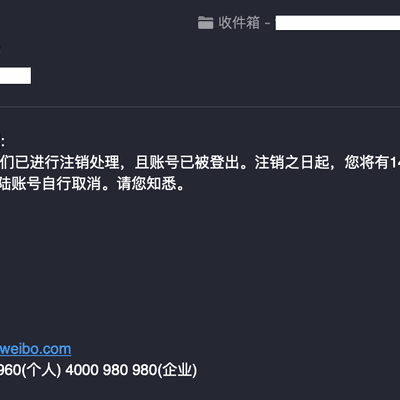 收件箱 -
：
们已进行注销处理，且账号已被登出。注销之日起，您将有14
陆账号自行取消。请您知悉。
weibo.com
960(个人) 4000 980 980(企业)